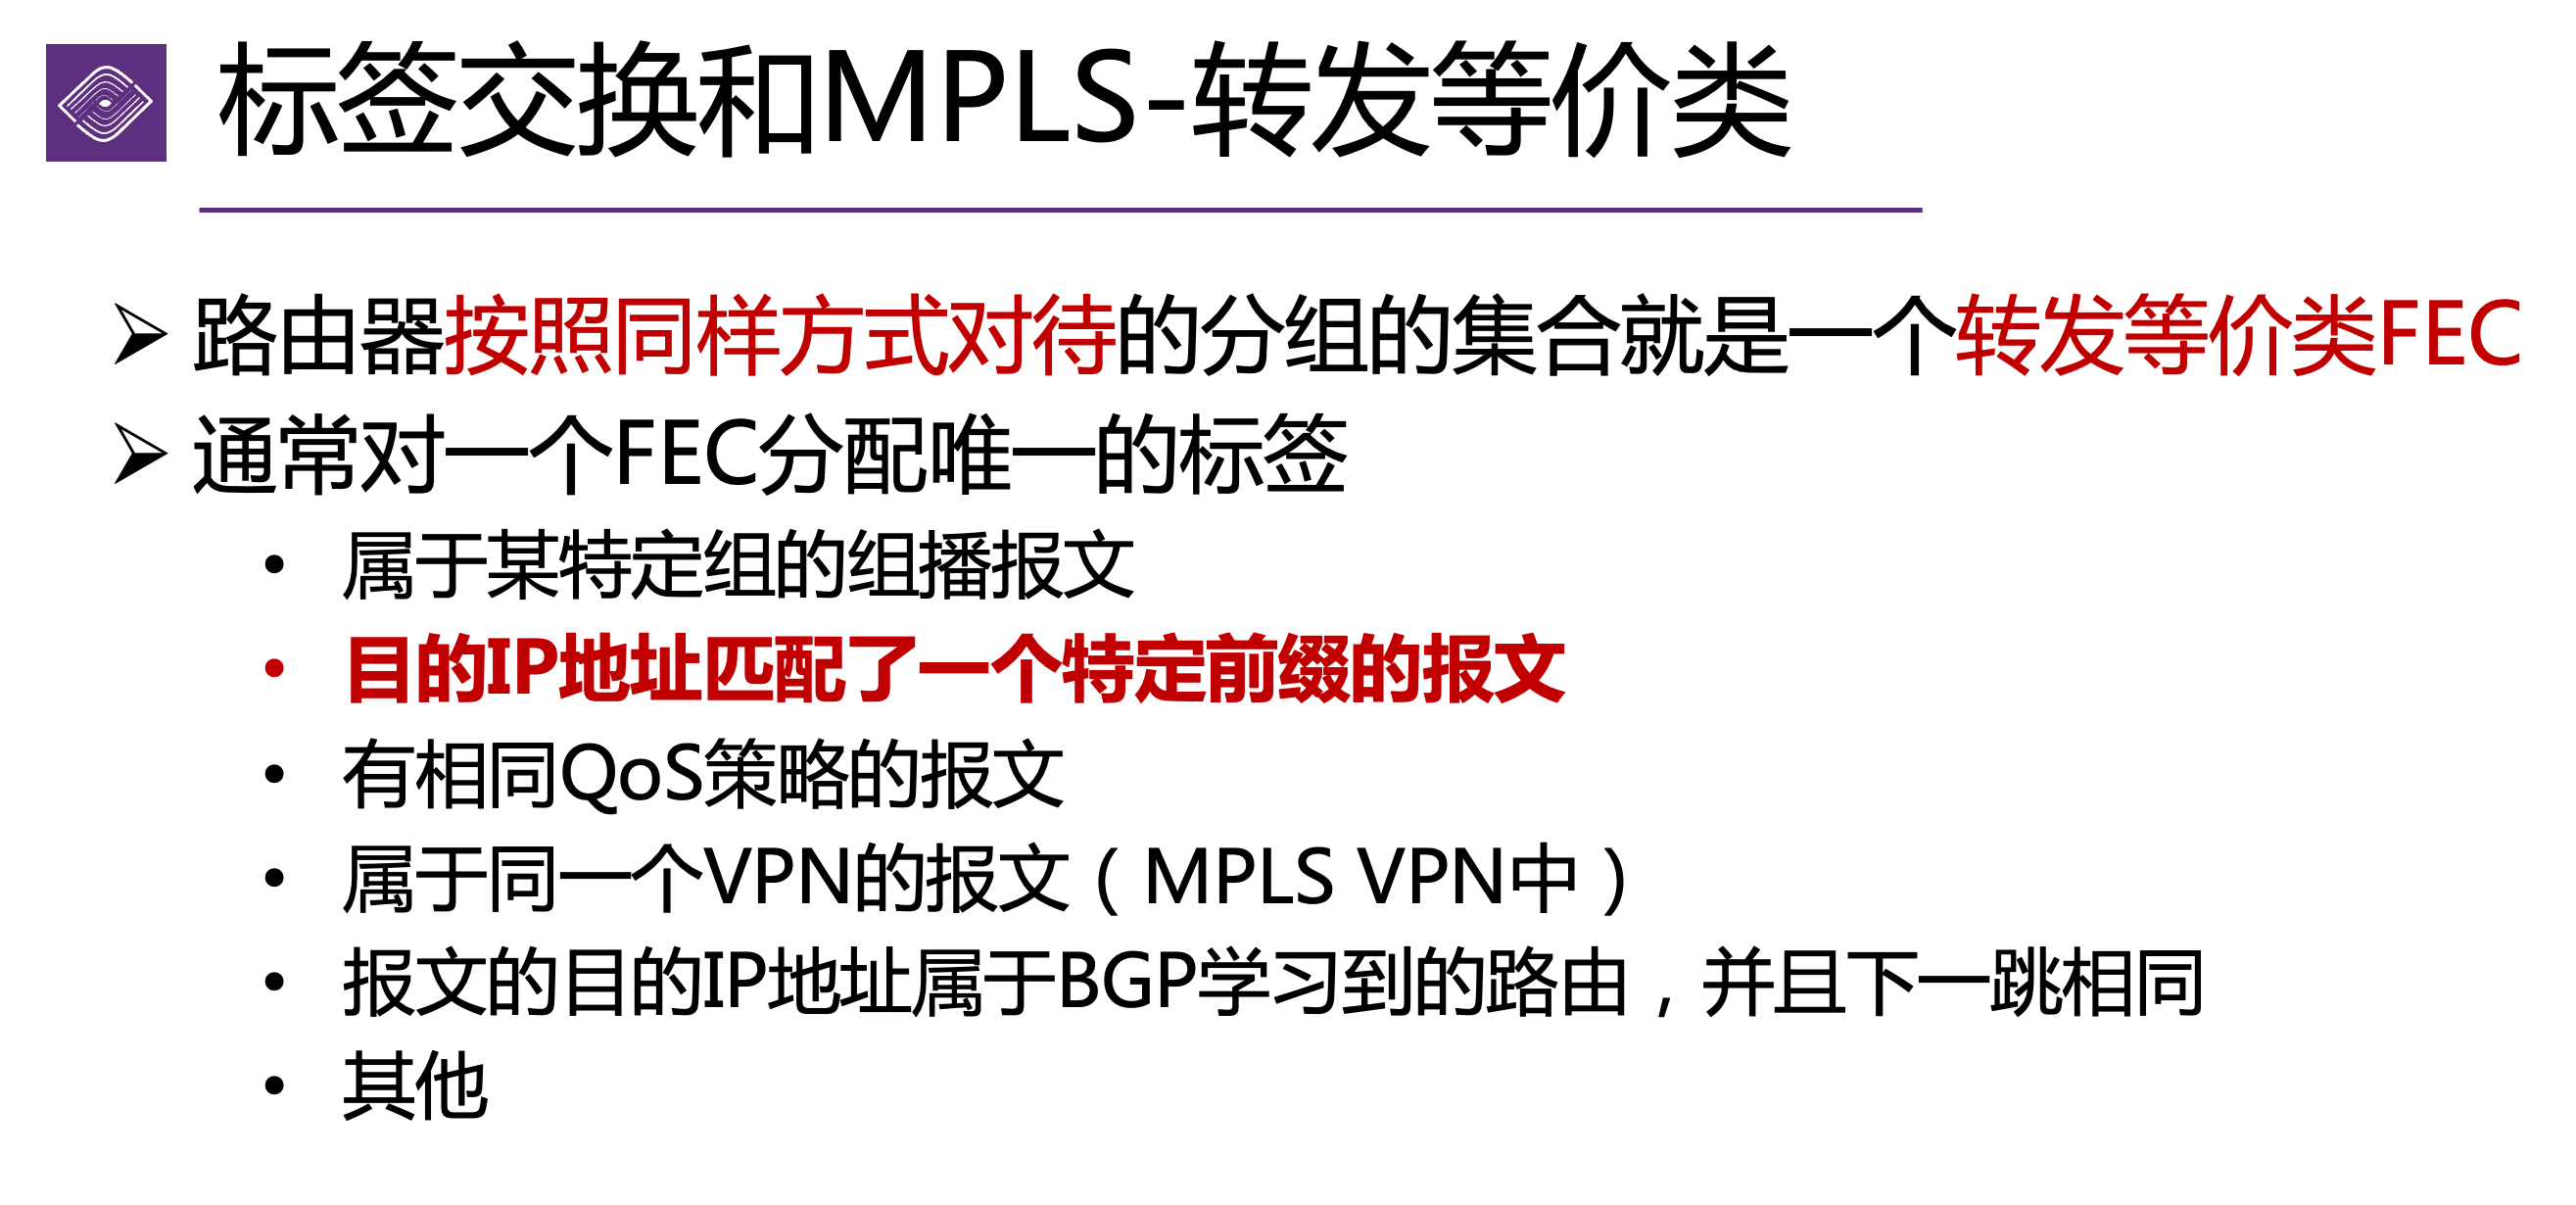 标签交换和MPLS-转发等价类
路由器按照同样方式对待的分组的集合就是一个转发等价类FEC
通常对一个FEC分配唯一的标签
属于某特定组的组播报文
目的IP地址匹配了一个特定前缀的报文
有相同QoS策略的报文
属于同一个VPN的报文（MPLS VPN中）
报文的目的IP地址属于BGP学习到的路由，并且下一跳相同
其他